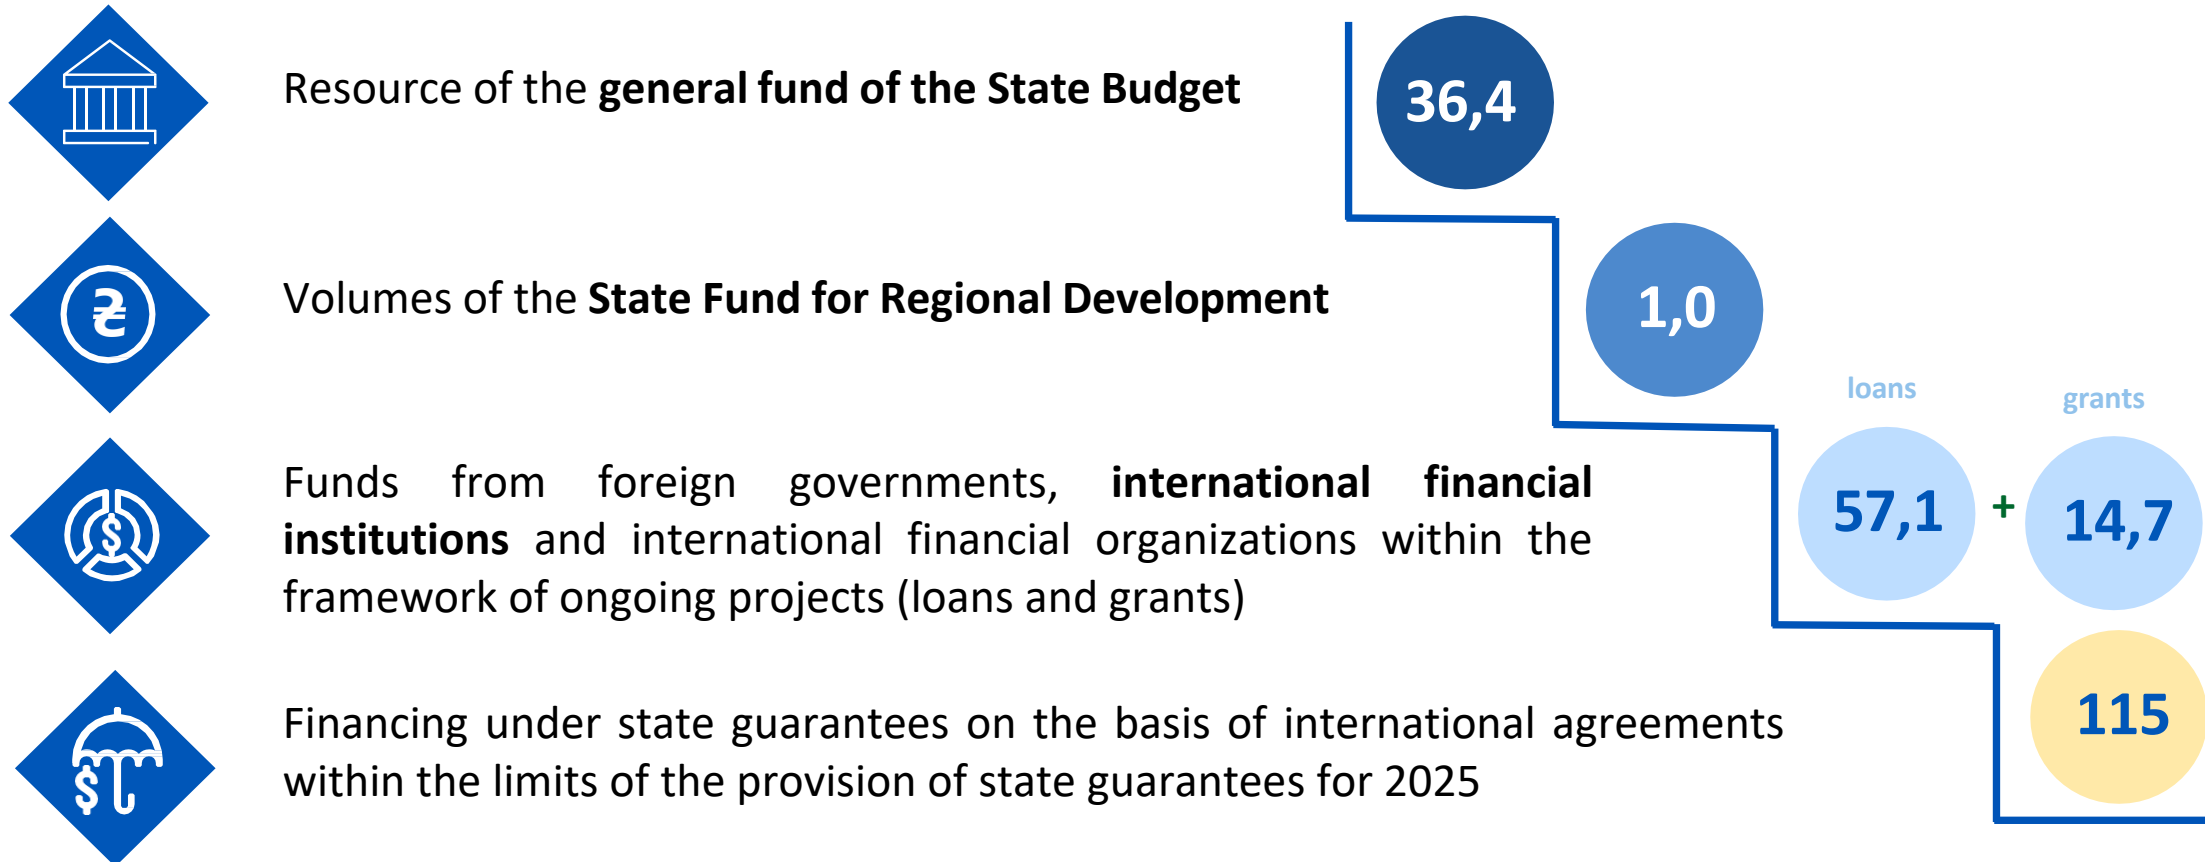 Resource of the general fund of the State Budget
36,4
₴
Volumes of the State Fund for Regional Development
1,0
loans
grants
Funds from foreign governments, international financial
institutions and international financial organizations within the
framework of ongoing projects (loans and grants)
$
57,1 + 14,7
Financing under state guarantees on the basis of international agreements
within the limits of the provision of state guarantees for 2025
$
115